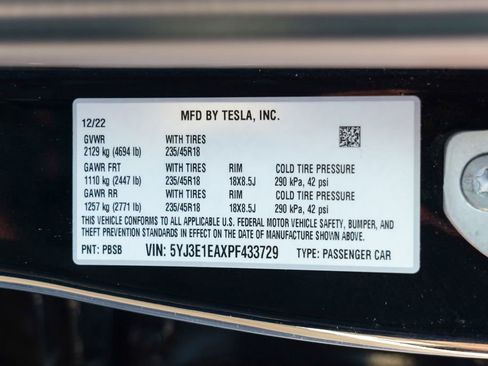 MFD BY TESLA, INC.
12/22
GVWR WITH TIRES
2129 kg (4694 lb) 235/45R18
GAWR FRT WITH TIRES RIM COLD TIRE PRESSURE
1110 kg (2447 lb) 235/45R18 18X8.5J 290 kPa, 42 psi
GAWR RR WITH TIRES RIM COLD TIRE PRESSURE
1257 kg (2771 lb) 235/45R18 18X8.5J 290 kPa, 42 psi
THIS VEHICLE CONFORMS TO ALL APPLICABLE U.S. FEDERAL MOTOR VEHICLE SAFETY, BUMPER, AND
THEFT PREVENTION STANDARDS IN EFFECT ON THE DATE OF MANUFACTURE SHOWN ABOVE.
PNT: PBSB VIN: 5YJ3E1EAXPF433729 TYPE: PASSENGER CAR